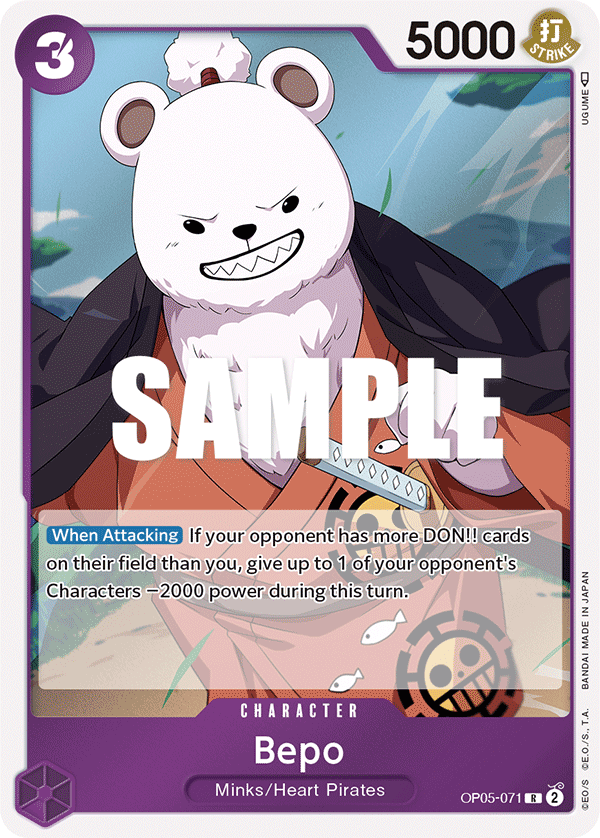 3
5000
打
STRIKE
UGUME
SAMPLE
When Attacking If your opponent has more DON!! cards
on their field than you, give up to 1 of your opponent's
Characters −2000 power during this turn.
CHARACTER
Bepo
Minks/Heart Pirates
OP05-071 R 2
©EO/S ©E.O./S., T.A. BANDAI MADE IN JAPAN